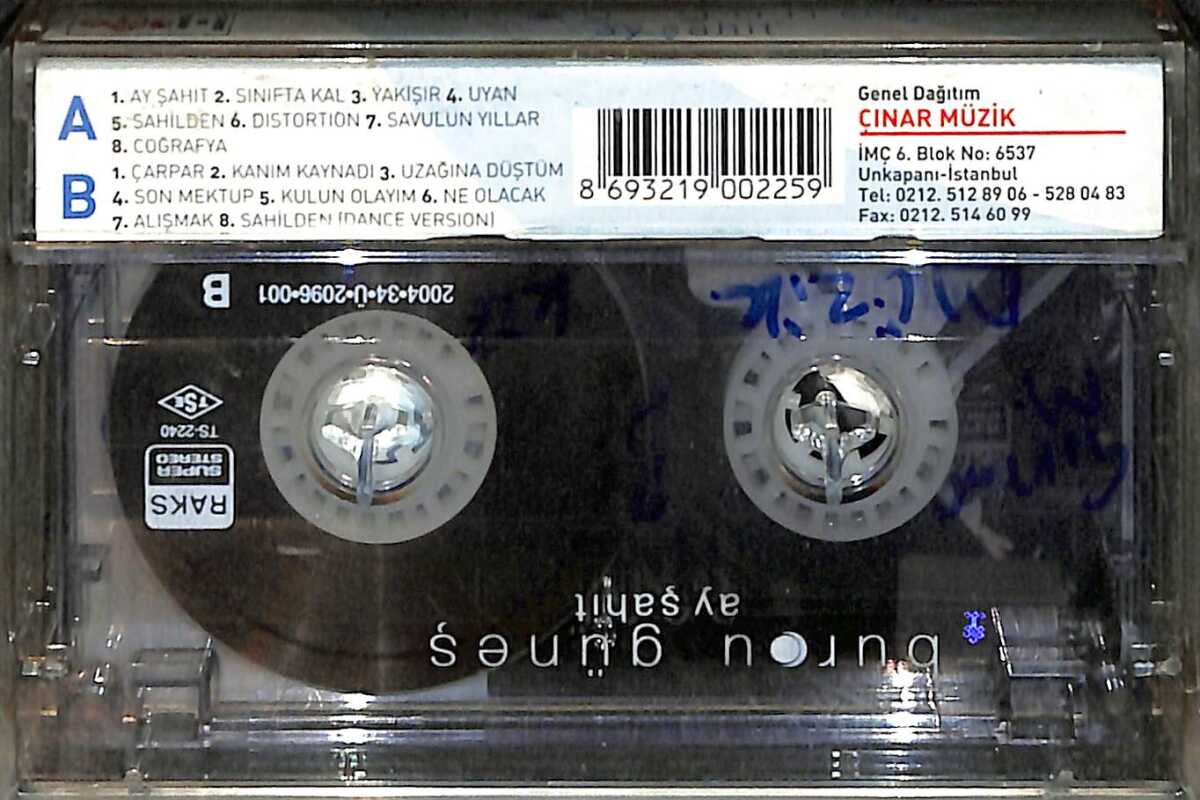 A
1. AY ŞAHİT 2. SINIFTA KAL 3. YAKIŞIR 4. UYAN
5. SAHİLDEN 6. DISTORTION 7. SAVULUN YILLAR
8. COĞRAFYA
B
1. ÇARPAR 2. KANIM KAYNADI 3. UZAĞINA DÜŞTÜM
4. SON MEKTUP 5. KULUN OLAYIM 6. NE OLACAK
7. ALIŞMAK 8. SAHİLDEN (DANCE VERSION)
8 693219 002259
Genel Dağıtım
ÇINAR MÜZİK
İMÇ 6. Blok No: 6537
Unkapanı-İstanbul
Tel: 0212. 512 89 06 - 528 04 83
Fax: 0212. 514 60 99
B
2004•34•Ü•2096•001
TSE
TS-2240
SUPER
STEREO
RAKS
Müzik
ay şahit
burcu güneş